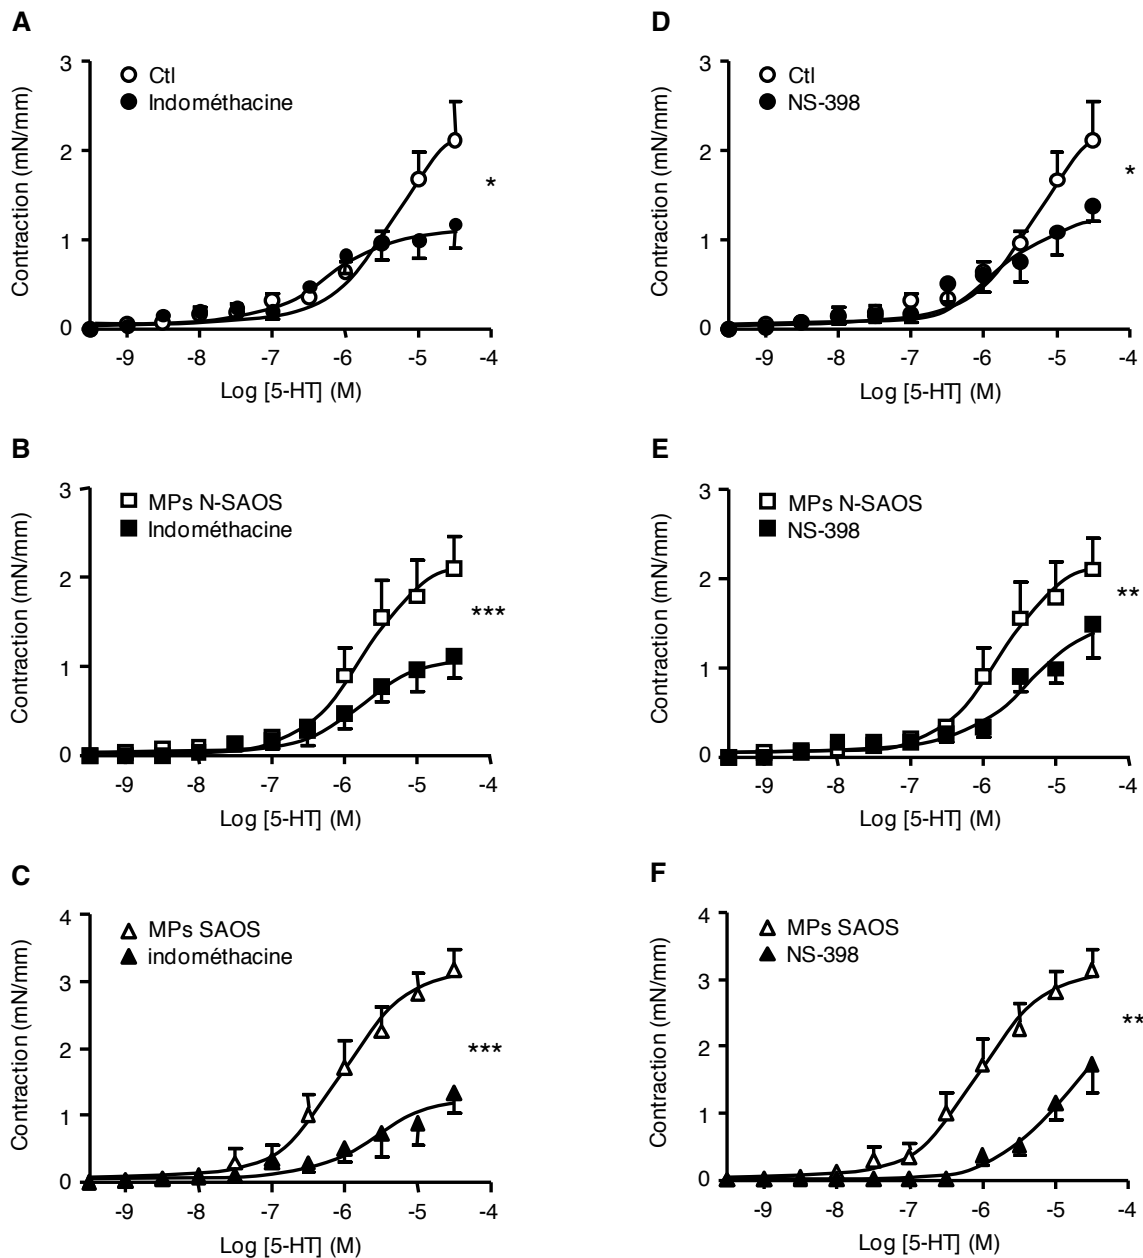 A
Contraction (mN/mm)
3
2
1
0
Ctl
Indométhacine
*
-9 -8 -7 -6 -5 -4
Log [5-HT] (M)
D
Contraction (mN/mm)
3
2
1
0
Ctl
NS-398
*
-9 -8 -7 -6 -5 -4
Log [5-HT] (M)
B
Contraction (mN/mm)
3
2
1
0
MPs N-SAOS
Indométhacine
***
-9 -8 -7 -6 -5 -4
Log [5-HT] (M)
E
Contraction (mN/mm)
3
2
1
0
MPs N-SAOS
NS-398
**
-9 -8 -7 -6 -5 -4
Log [5-HT] (M)
C
Contraction (mN/mm)
4
3
2
1
0
MPs SAOS
indométhacine
***
-9 -8 -7 -6 -5 -4
Log [5-HT] (M)
F
Contraction (mN/mm)
4
3
2
1
0
MPs SAOS
NS-398
**
-9 -8 -7 -6 -5 -4
Log [5-HT] (M)